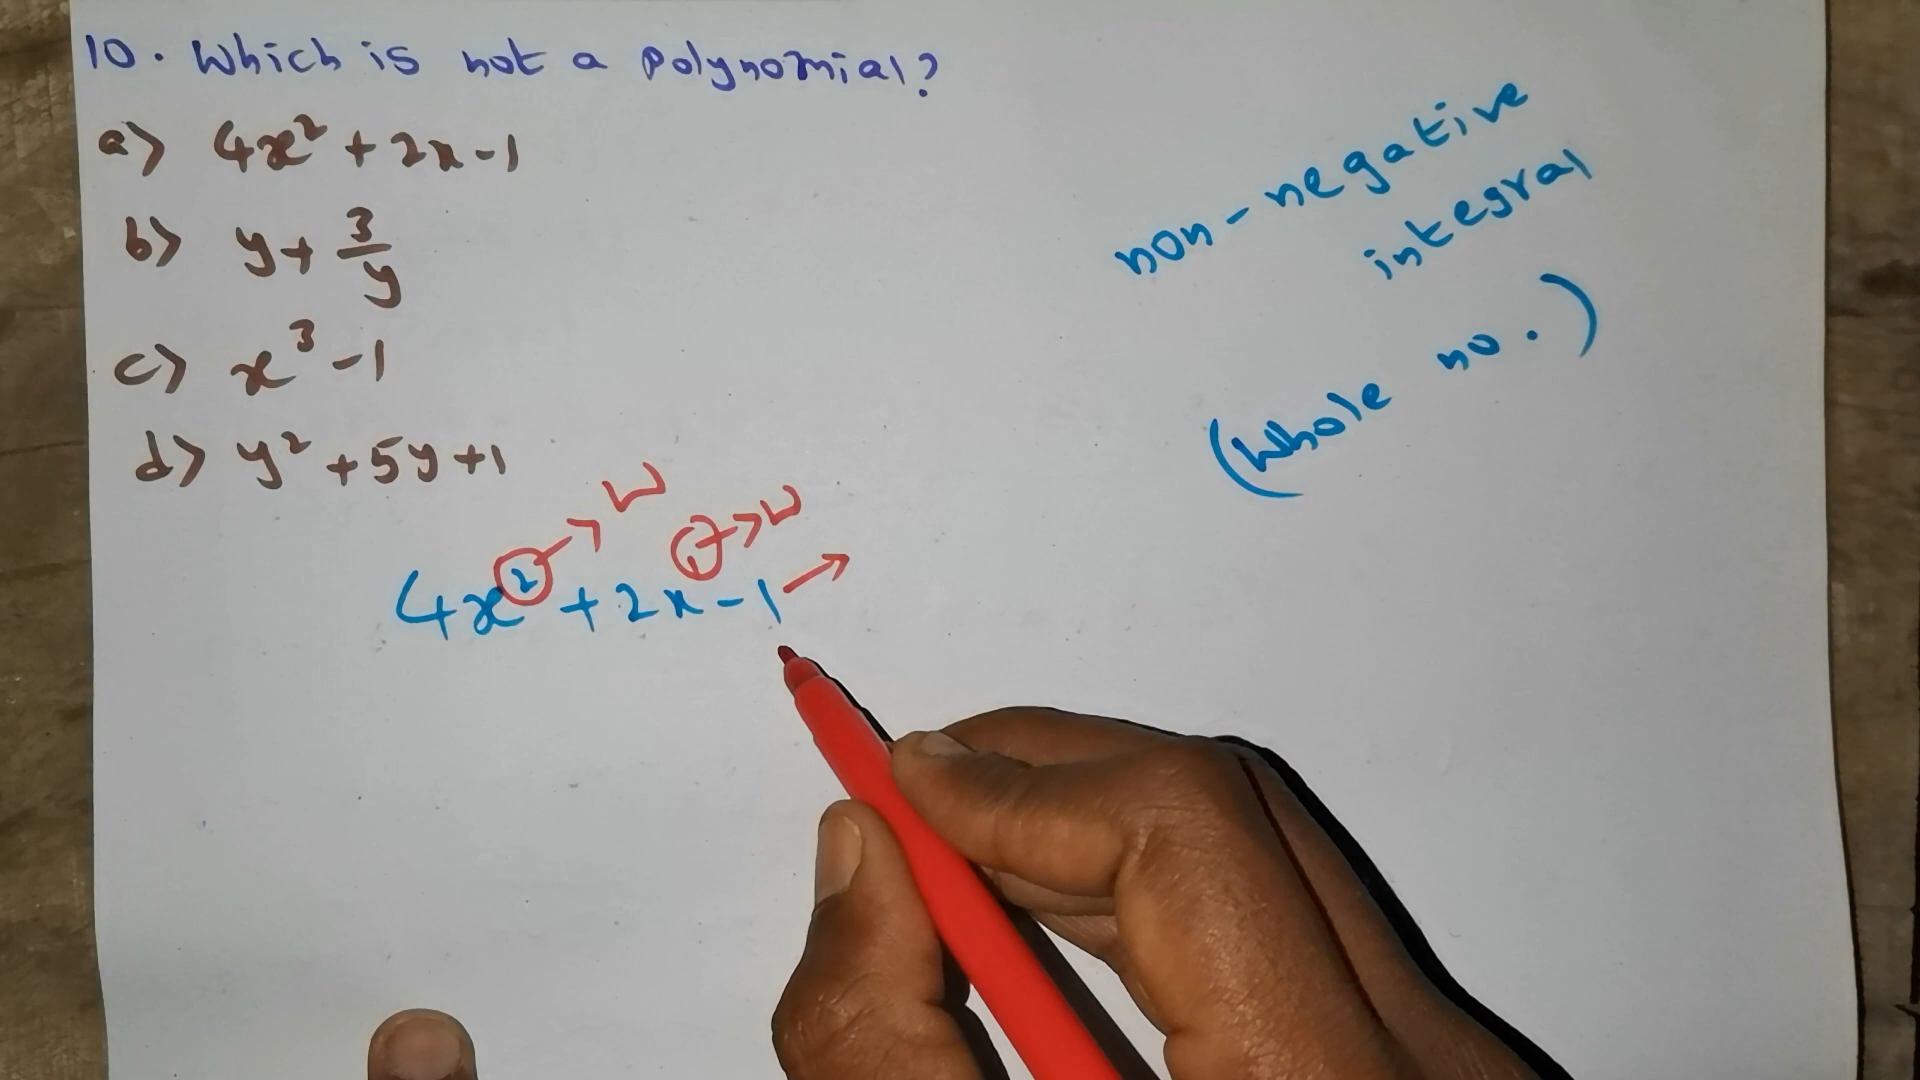 10. Which is not a polynomial?
a) 4x² + 2x - 1
b) y + 3/y
c) x³ - 1
d) y² + 5y + 1
non-negative
integral
(whole no.)
W W
4x² + 2x¹ - 1